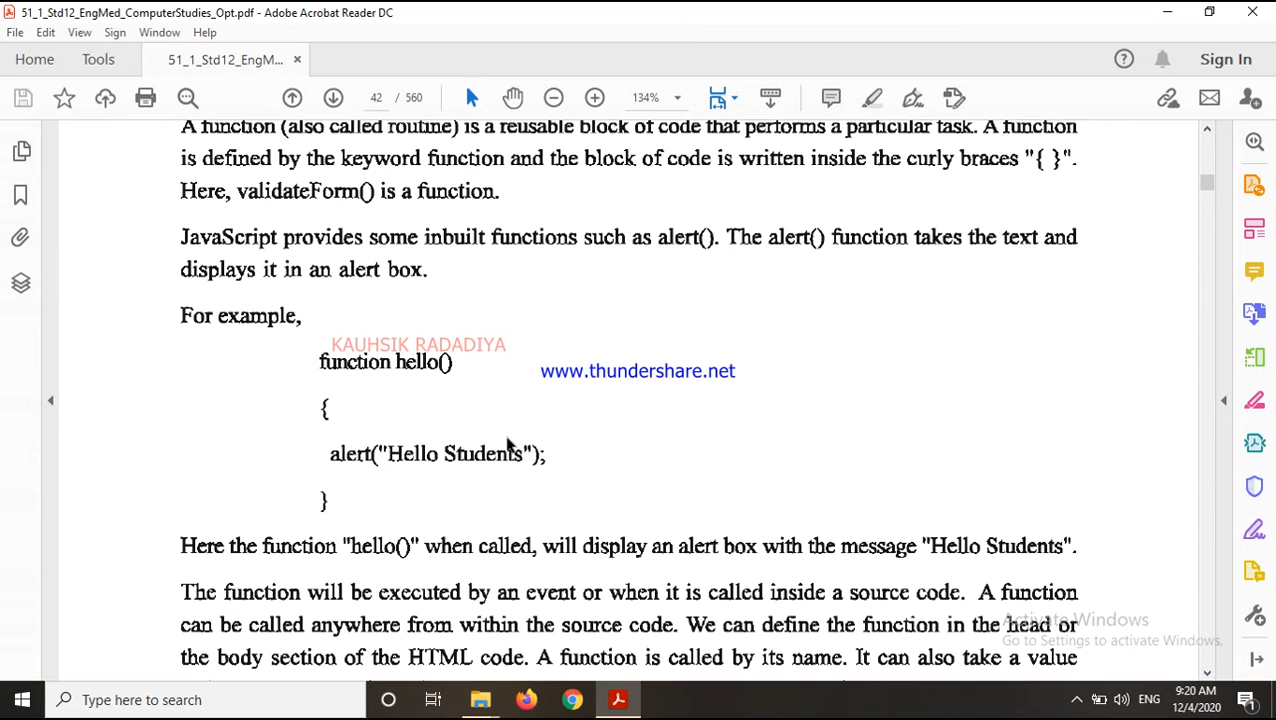 51_1_Std12_EngMed_ComputerStudies_Opt.pdf - Adobe Acrobat Reader DC
File Edit View Sign Window Help
Home Tools 51_1_Std12_EngM... Sign In
42 / 560 134%
A function (also called routine) is a reusable block of code that performs a particular task. A function
is defined by the keyword function and the block of code is written inside the curly braces "{ }".
Here, validateForm() is a function.
JavaScript provides some inbuilt functions such as alert(). The alert() function takes the text and
displays it in an alert box.
For example,
KAUHSIK RADADIYA
function hello()
www.thundershare.net
{
alert("Hello Students");
}
Here the function "hello()" when called, will display an alert box with the message "Hello Students".
The function will be executed by an event or when it is called inside a source code. A function
can be called anywhere from within the source code. We can define the function in the head or
Activate Windows
Go to Settings to activate Windows.
the body section of the HTML code. A function is called by its name. It can also take a value
Type here to search
ENG
9:20 AM
12/4/2020
1